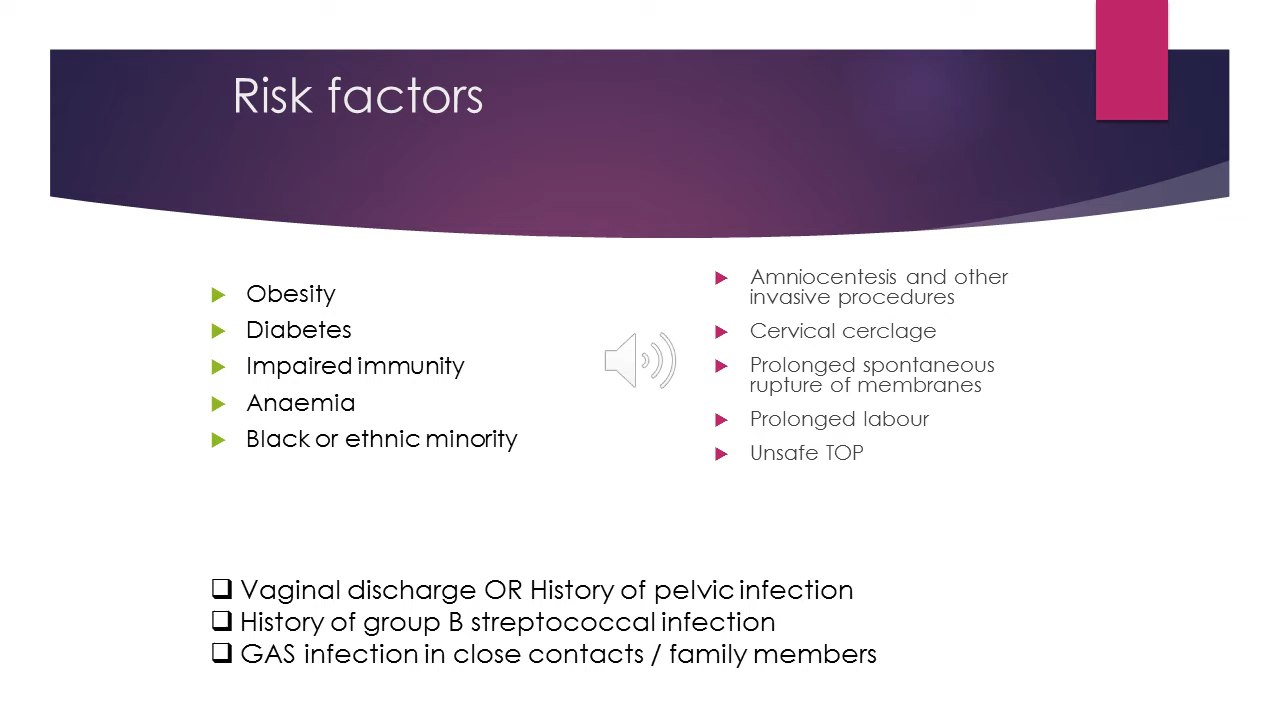 Risk factors
Obesity
Diabetes
Impaired immunity
Anaemia
Black or ethnic minority
Amniocentesis and other
invasive procedures
Cervical cerclage
Prolonged spontaneous
rupture of membranes
Prolonged labour
Unsafe TOP
Vaginal discharge OR History of pelvic infection
History of group B streptococcal infection
GAS infection in close contacts / family members